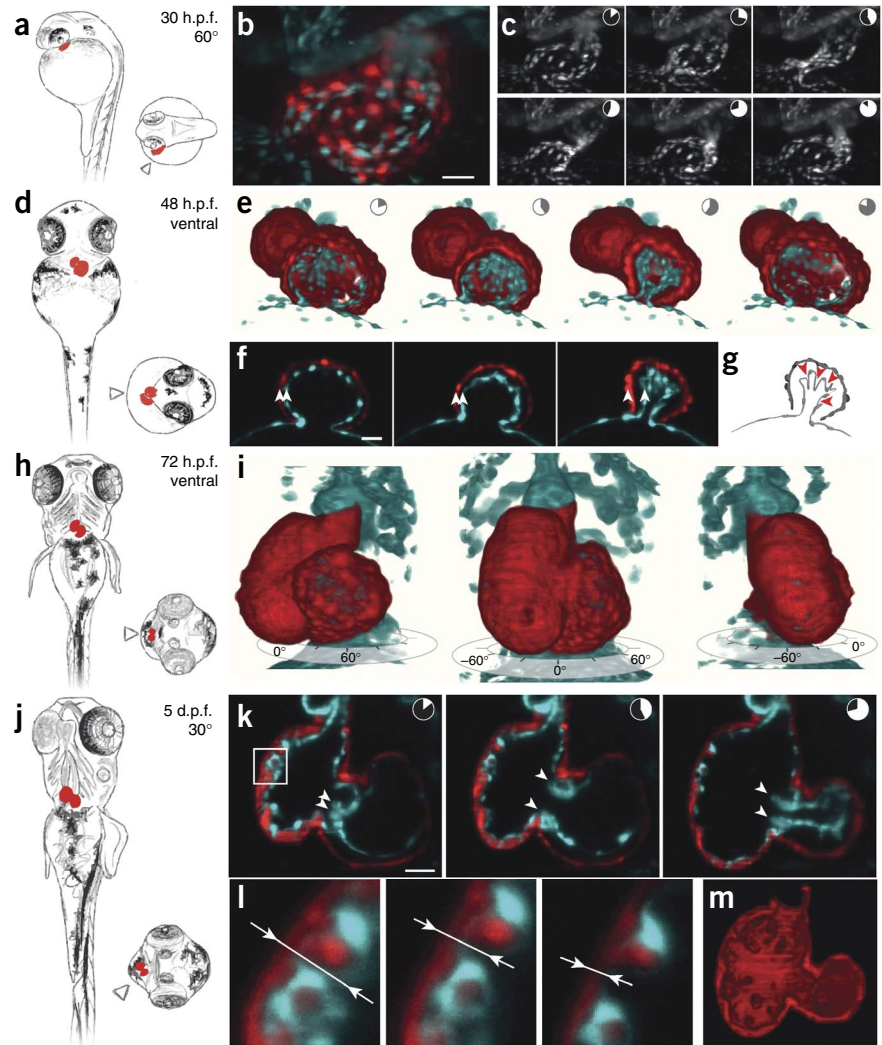 a
30 h.p.f.
60°
b
c
d
48 h.p.f.
ventral
e
f
g
h
72 h.p.f.
ventral
i
0°
60°
–60°
0°
60°
–60°
0°
j
5 d.p.f.
30°
k
l
m